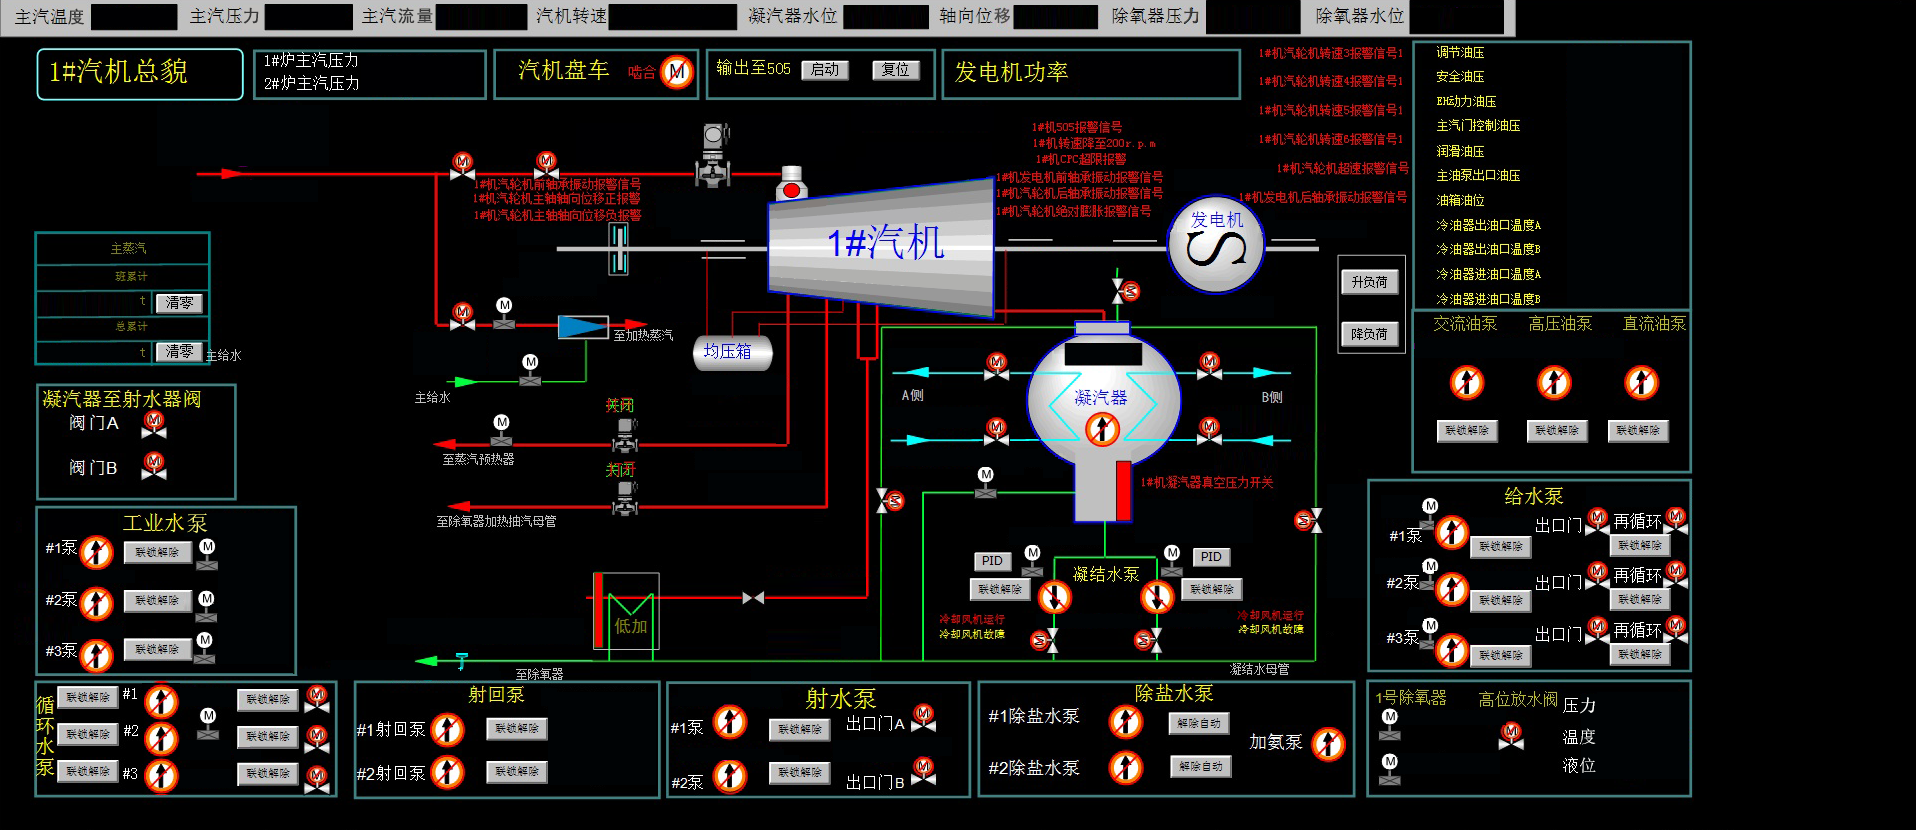 主汽温度 主汽压力 主汽流量 汽机转速 凝汽器水位 轴向位移 除氧器压力 除氧器水位
1#汽机总貌
1#炉主汽压力
2#炉主汽压力
汽机盘车 啮合 M
输出至505 启动 复位
发电机功率
1#机汽轮机转速3报警信号1
1#机汽轮机转速4报警信号1
1#机汽轮机转速5报警信号1
1#机汽轮机转速6报警信号1
1#机汽轮机超速报警信号
1#机发电机后轴承振动报警信号
调节油压
安全油压
EH动力油压
主汽门控制油压
润滑油压
主油泵出口油压
油箱油位
冷油器出油口温度A
冷油器出油口温度B
冷油器进油口温度A
冷油器进油口温度B
1#机505报警信号
1#机转速降至200r.p.m
1#机CPC超限报警
1#机发电机前轴承振动报警信号
1#机汽轮机后轴承振动报警信号
1#机汽轮机绝对膨胀报警信号
M M
1#机汽轮机前轴承振动报警信号
1#机汽轮机主轴轴向位移正报警
1#机汽轮机主轴轴向位移负报警
1#汽机
发电机
S
升负荷
降负荷
主蒸汽
班累计
t 清零
总累计
t 清零
主给水
M M
至加热蒸汽
M
主给水
均压箱
M
交流油泵 高压油泵 直流油泵
联锁解除 联锁解除 联锁解除
凝汽器至射水器阀
阀门A M
阀门B M
关闭
M
至蒸汽预热器
关闭
至除氧器加热抽汽母管
M M
A侧 凝汽器 B侧
M M
M
1#机凝汽器真空压力开关
M M
工业水泵
#1泵 联锁解除 M
#2泵 联锁解除 M
#3泵 联锁解除 M
低加
至除氧器
PID M M PID
联锁解除 凝结水泵 联锁解除
冷却风机运行
冷却风机故障
冷却风机运行
冷却风机故障
M M
凝结水母管
给水泵
M
#1泵 联锁解除 出口门 M 再循环 M 联锁解除
M
#2泵 联锁解除 出口门 M 再循环 M 联锁解除
M
#3泵 联锁解除 出口门 M 再循环 M 联锁解除
循环水泵
联锁解除 #1 联锁解除 M
联锁解除 #2 M 联锁解除 M
联锁解除 #3 联锁解除 M
射回泵
#1射回泵 联锁解除
#2射回泵 联锁解除
射水泵
#1泵 联锁解除 出口门A M
#2泵 联锁解除 出口门B M
除盐水泵
#1除盐水泵 解除自动
#2除盐水泵 解除自动
加氨泵
1号除氧器 高位放水阀 压力
M M 温度
M 液位